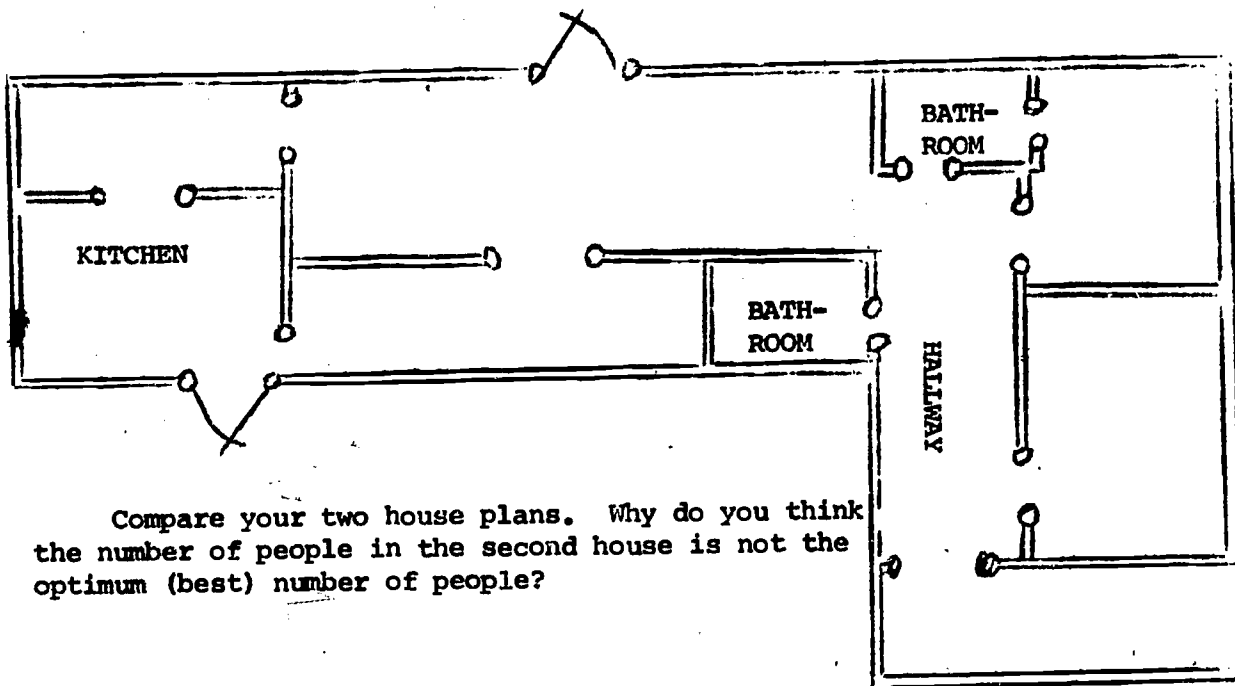 BATH-
ROOM
KITCHEN
BATH-
ROOM
HALLWAY
Compare your two house plans. Why do you think
the number of people in the second house is not the
optimum (best) number of people?